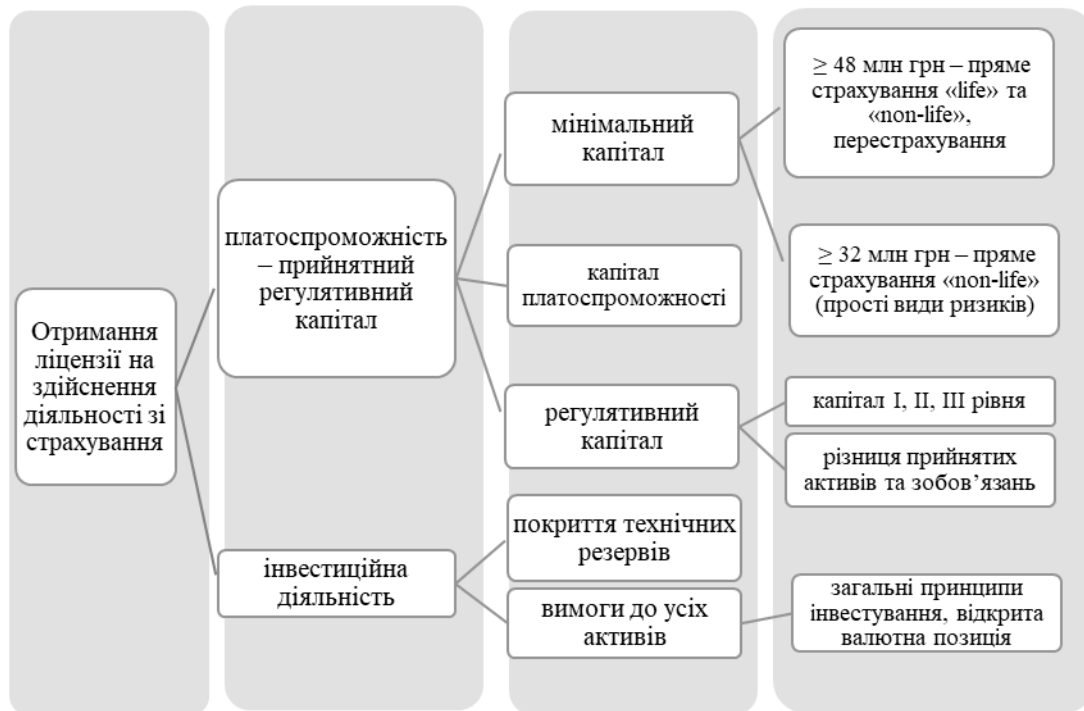 Отримання
ліцензії на
здійснення
діяльності зі
страхування
платоспроможність
– прийнятний
регулятивний
капітал
інвестиційна
діяльність
мінімальний
капітал
капітал
платоспроможності
регулятивний
капітал
покриття технічних
резервів
вимоги до усіх
активів
≥ 48 млн грн – пряме
страхування «life» та
«non-life»,
перестрахування
≥ 32 млн грн – пряме
страхування «non-life»
(прості види ризиків)
капітал І, ІІ, ІІІ рівня
різниця прийнятих
активів та зобов’язань
загальні принципи
інвестування, відкрита
валютна позиція